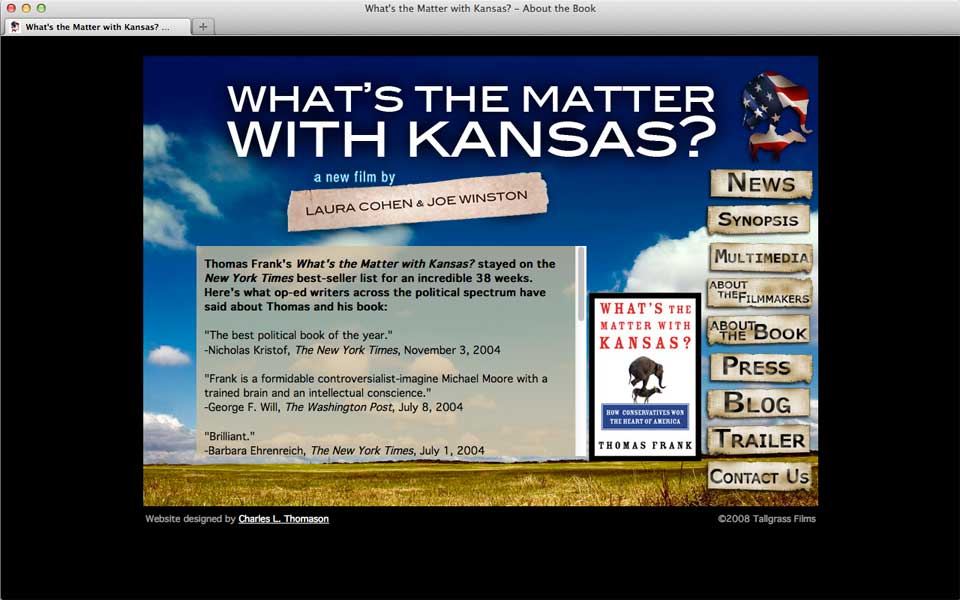 What's the Matter with Kansas? – About the Book
What's the Matter with Kansas? ...
WHAT'S THE MATTER
WITH KANSAS?
a new film by
LAURA COHEN & JOE WINSTON
NEWS
SYNOPSIS
MULTIMEDIA
ABOUT
THE FILMMAKERS
ABOUT
THE BOOK
PRESS
BLOG
TRAILER
CONTACT US
Thomas Frank's What's the Matter with Kansas? stayed on the
New York Times best-seller list for an incredible 38 weeks.
Here's what op-ed writers across the political spectrum have
said about Thomas and his book:
"The best political book of the year."
-Nicholas Kristof, The New York Times, November 3, 2004
"Frank is a formidable controversialist-imagine Michael Moore with a
trained brain and an intellectual conscience."
-George F. Will, The Washington Post, July 8, 2004
"Brilliant."
-Barbara Ehrenreich, The New York Times, July 1, 2004
WHAT'S THE
MATTER WITH
KANSAS?
HOW CONSERVATIVES WON
THE HEART OF AMERICA
THOMAS FRANK
Website designed by Charles L. Thomason
©2008 Tallgrass Films